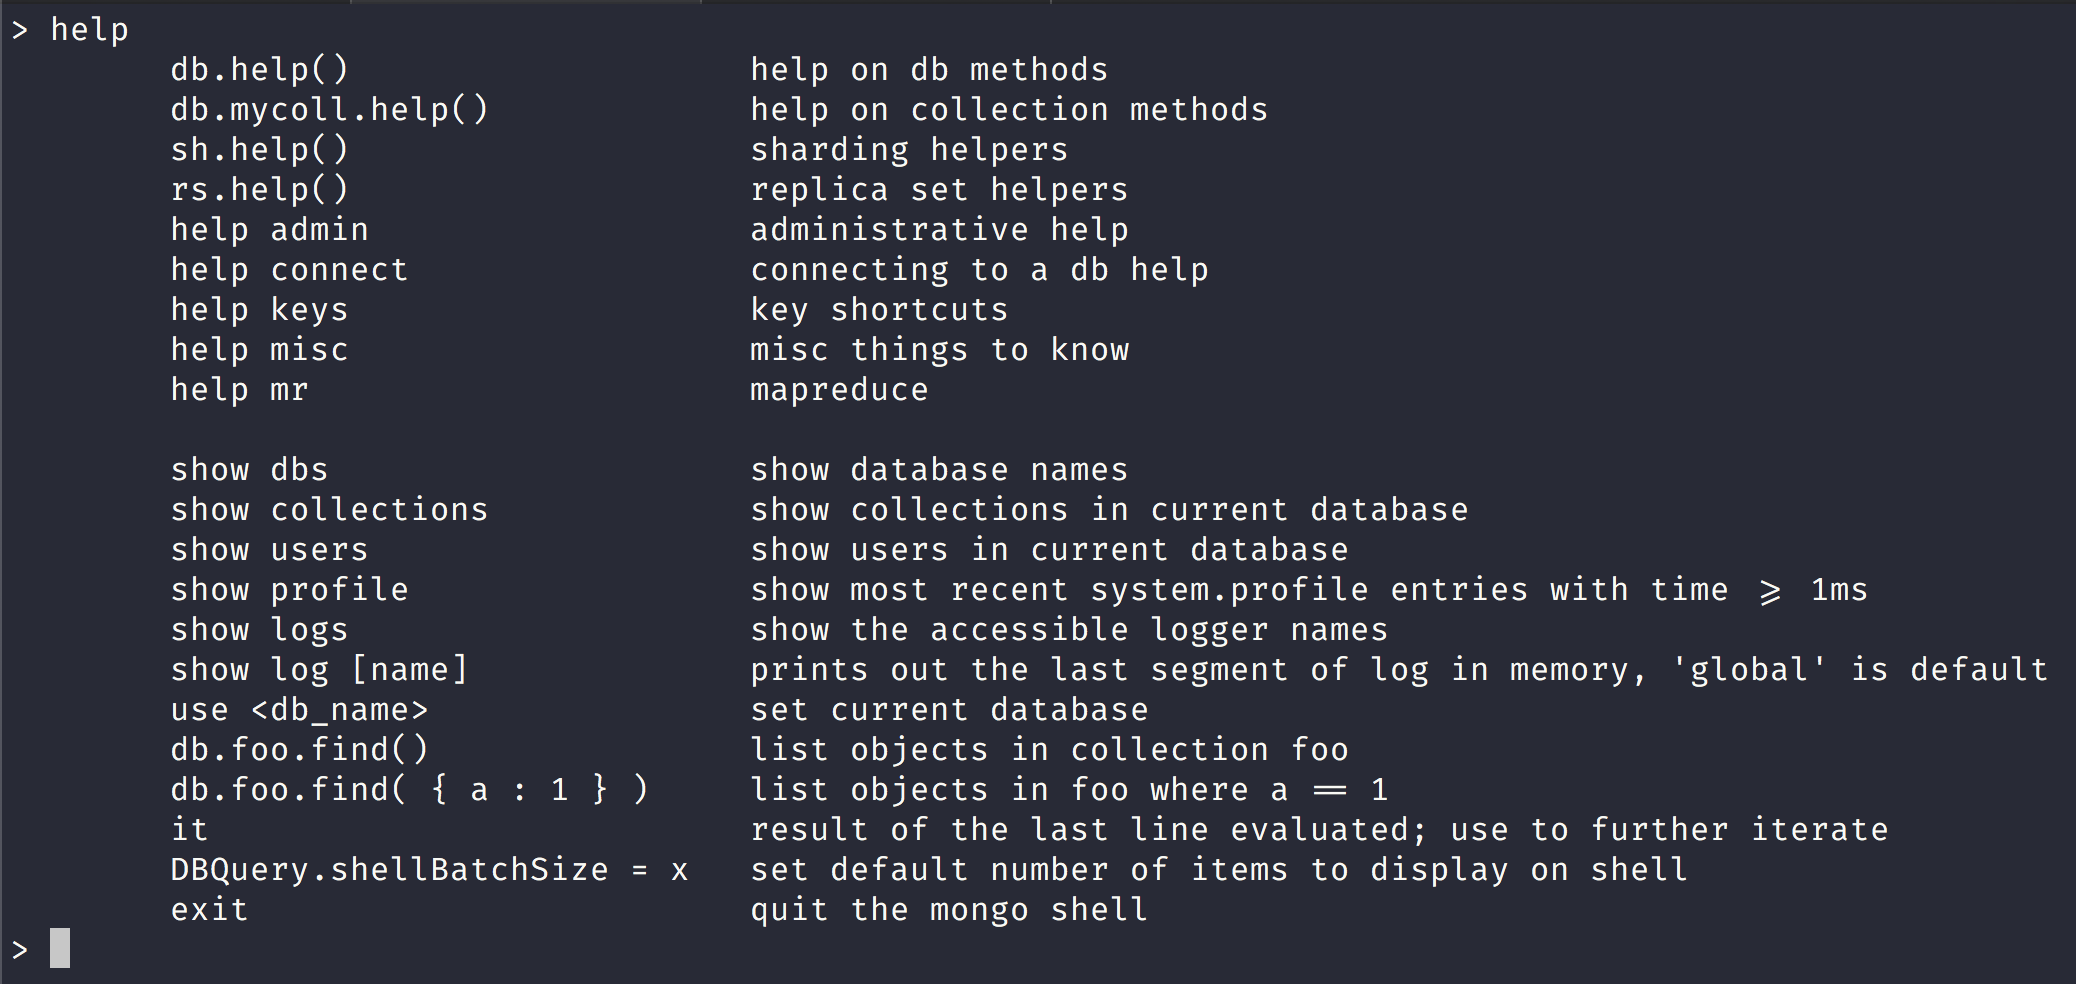 > help
db.help() help on db methods
db.mycoll.help() help on collection methods
sh.help() sharding helpers
rs.help() replica set helpers
help admin administrative help
help connect connecting to a db help
help keys key shortcuts
help misc misc things to know
help mr mapreduce
show dbs show database names
show collections show collections in current database
show users show users in current database
show profile show most recent system.profile entries with time >= 1ms
show logs show the accessible logger names
show log [name] prints out the last segment of log in memory, 'global' is default
use <db_name> set current database
db.foo.find() list objects in collection foo
db.foo.find( { a : 1 } ) list objects in foo where a == 1
it result of the last line evaluated; use to further iterate
DBQuery.shellBatchSize = x set default number of items to display on shell
exit quit the mongo shell
>